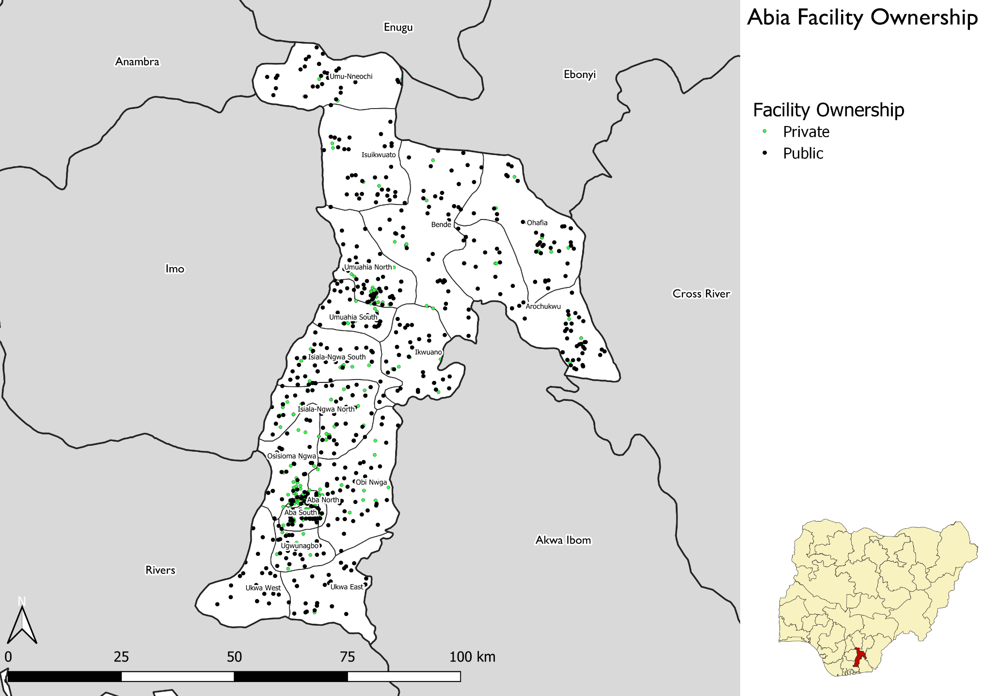 Abia Facility Ownership
Enugu
Anambra
Ebonyi
Umu-Nneochi
Facility Ownership
Private
Public
Isuikwuato
Bende
Ohafia
Imo
Umuahia North
Cross River
Arochukwu
Umuahia South
Ikwuano
Isiala-Ngwa South
Isiala-Ngwa North
Osisioma Ngwa
Obi Nwga
Aba North
Aba South
Akwa Ibom
Ugwunagbo
Rivers
Ukwa West
Ukwa East
N
0 25 50 75 100 km